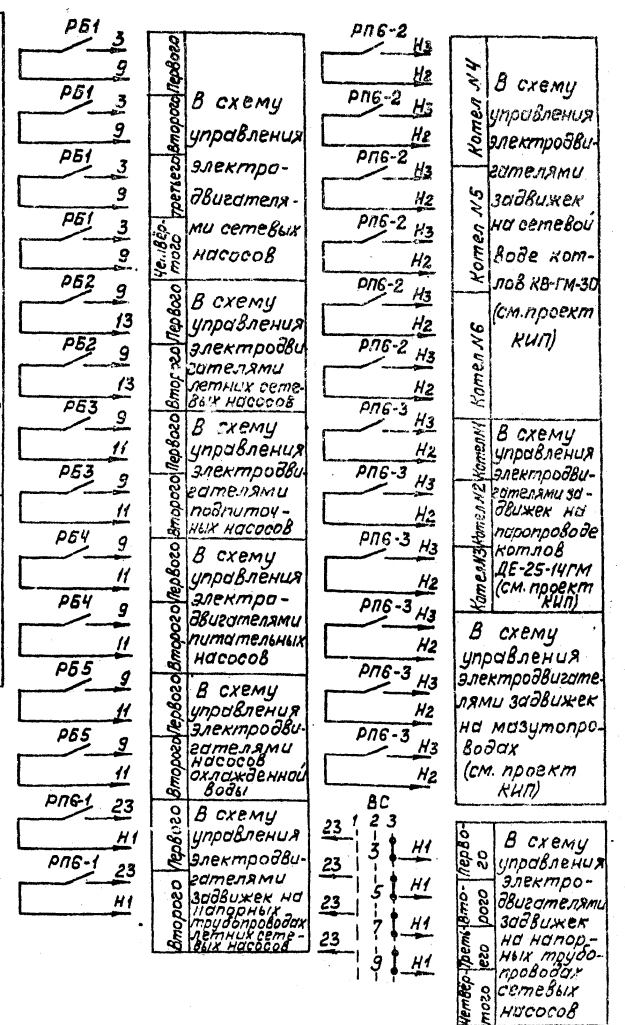 РБ1
3
9
РБ1
3
9
РБ1
3
9
РБ1
3
9
РБ2
9
13
РБ2
9
13
РБ3
9
11
РБ3
9
11
РБ4
9
11
РБ4
9
11
РБ5
9
11
РБ5
9
11
РП6-1
23
Н1
РП6-1
23
Н1
Первого
Второго
третьего
Четвёр-
того
В схему
управления
электро-
двигателя-
ми сетевых
насосов
Первого
Второго
В схему
управления
электродви
гателями
летних сете-
вых насосов
Первого
Второго
В схему
управления
электродви-
гателями
подпиточ-
ных насосов
Первого
Второго
В схему
управления
электро-
двигателями
питательных
насосов
Первого
Второго
В схему
управления
электродви-
гателями
насосов
охлажденной
воды
Первого
Второго
В схему
управления
электродви-
гателями
задвижек на
напорных
трубопроводах
летних сете-
вых насосов
РП6-2
Н3
Н2
РП6-2
Н3
Н2
РП6-2
Н3
Н2
РП6-2
Н3
Н2
РП6-2
Н3
Н2
РП6-2
Н3
Н2
РП6-3
Н3
Н2
РП6-3
Н3
Н2
РП6-3
Н3
Н2
РП6-3
Н3
Н2
РП6-3
Н3
Н2
РП6-3
Н3
Н2
ВС
1 2 3
23
3
Н1
23
5
Н1
23
7
Н1
23
9
Н1
Котел №4
Котел №5
Котел №6
В схему
управления
электродви-
гателями
задвижек
на сетевой
воде кот-
лов КВ-ГМ-30
(см. проект
КИП)
Котел №1
Котел №2
Котел №3
В схему
управления
электродви-
гателями за-
движек на
паропроводе
котлов
ДЕ-25-14ГМ
(см. проект
КИП)
В схему
управления
электродвигате-
лями задвижек
на мазутопро-
водах
(см. проект
КИП)
Перво-
го
Вто-
рого
Треть-
его
Четвёр-
того
В схему
управления
электро-
двигателями
задвижек
на напор-
ных трубо-
проводах
сетевых
насосов